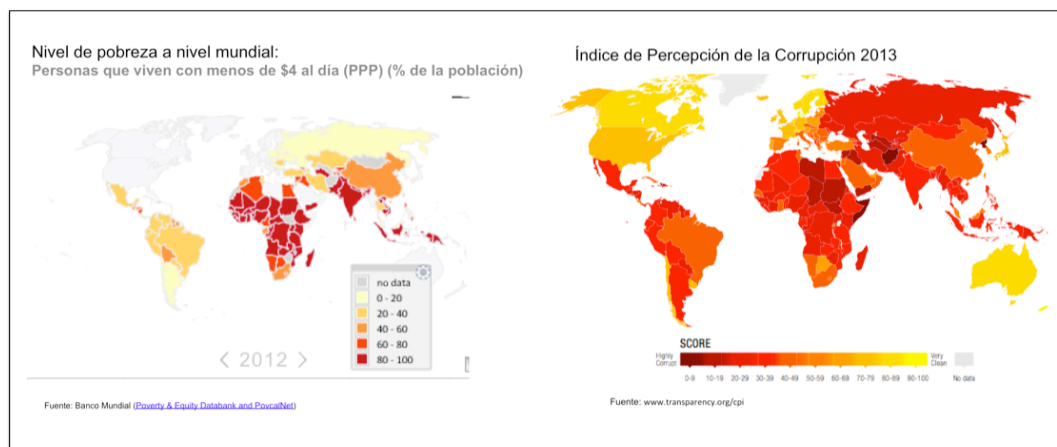 Nivel de pobreza a nivel mundial:
Personas que viven con menos de $4 al día (PPP) (% de la población)
no data
0 - 20
20 - 40
40 - 60
60 - 80
80 - 100
< 2012 >
Fuente: Banco Mundial (Poverty & Equity Databank and PovcalNet)
Índice de Percepción de la Corrupción 2013
SCORE
Highly Corrupt
Very Clean
0-9 10-19 20-29 30-39 40-49 50-59 60-69 70-79 80-89 90-100 No data
Fuente: www.transparency.org/cpi